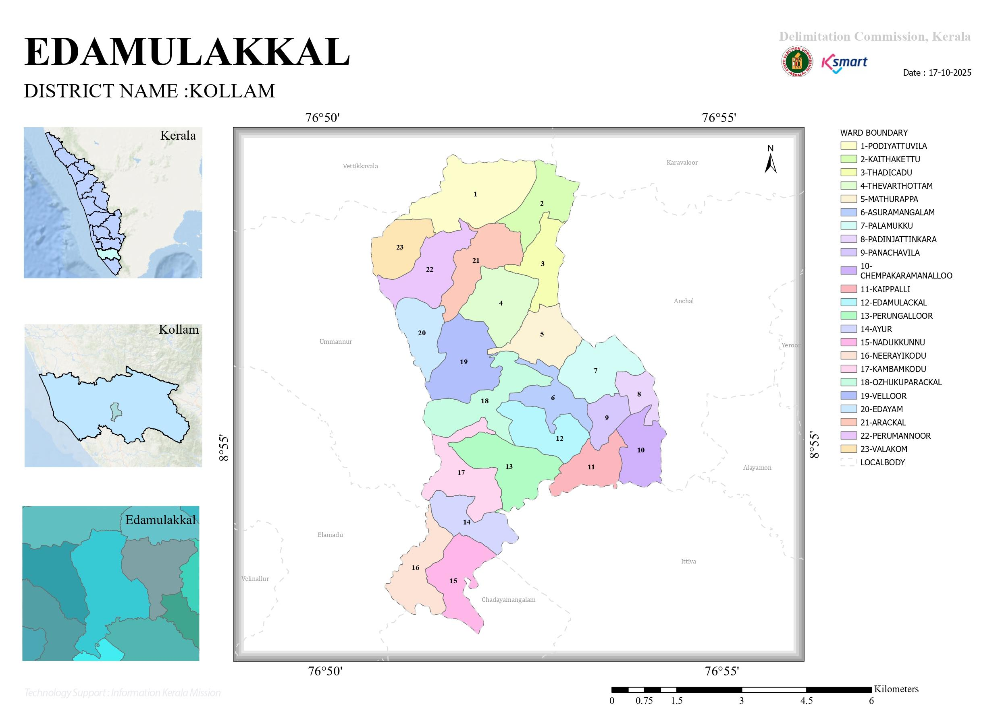 EDAMULAKKAL
DISTRICT NAME :KOLLAM
Delimitation Commission, Kerala
STATE ELECTION COMMISSION
KERALA
Ksmart
Date : 17-10-2025
Kerala
Kollam
Edamulakkal
76°50'
76°55'
8°55'
8°55'
76°50'
76°55'
N
Vettikkavala
Karavaloor
Anchal
Ummannur
Yeroor
Alayamon
Elamadu
Ittiva
Velinallur
Chadayamangalam
1
2
23
21
3
22
4
20
5
19
7
8
6
18
9
12
10
13
11
17
14
16
15
WARD BOUNDARY
1-PODIYATTUVILA
2-KAITHAKETTU
3-THADICADU
4-THEVARTHOTTAM
5-MATHURAPPA
6-ASURAMANGALAM
7-PALAMUKKU
8-PADINJATTINKARA
9-PANACHAVILA
10-
CHEMPAKARAMANALLOO
11-KAIPPALLI
12-EDAMULACKAL
13-PERUNGALLOOR
14-AYUR
15-NADUKKUNNU
16-NEERAYIKODU
17-KAMBAMKODU
18-OZHUKUPARACKAL
19-VELLOOR
20-EDAYAM
21-ARACKAL
22-PERUMANNOOR
23-VALAKOM
LOCALBODY
Technology Support : Information Kerala Mission
Kilometers
0 0.75 1.5 3 4.5 6